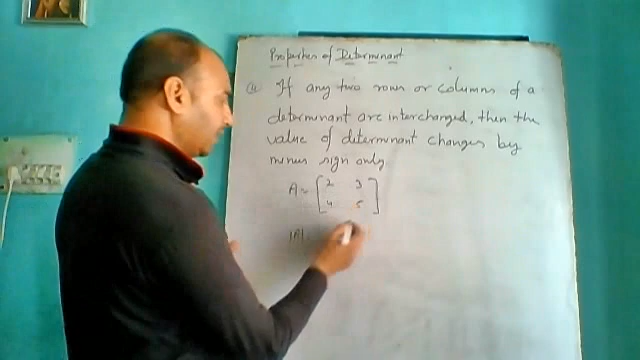 Properties of Determinant
(4) If any two rows or columns of a
determinant are interchanged, then the
value of determinant changes by
minus sign only.
A = [2 3
4 5]
|A|